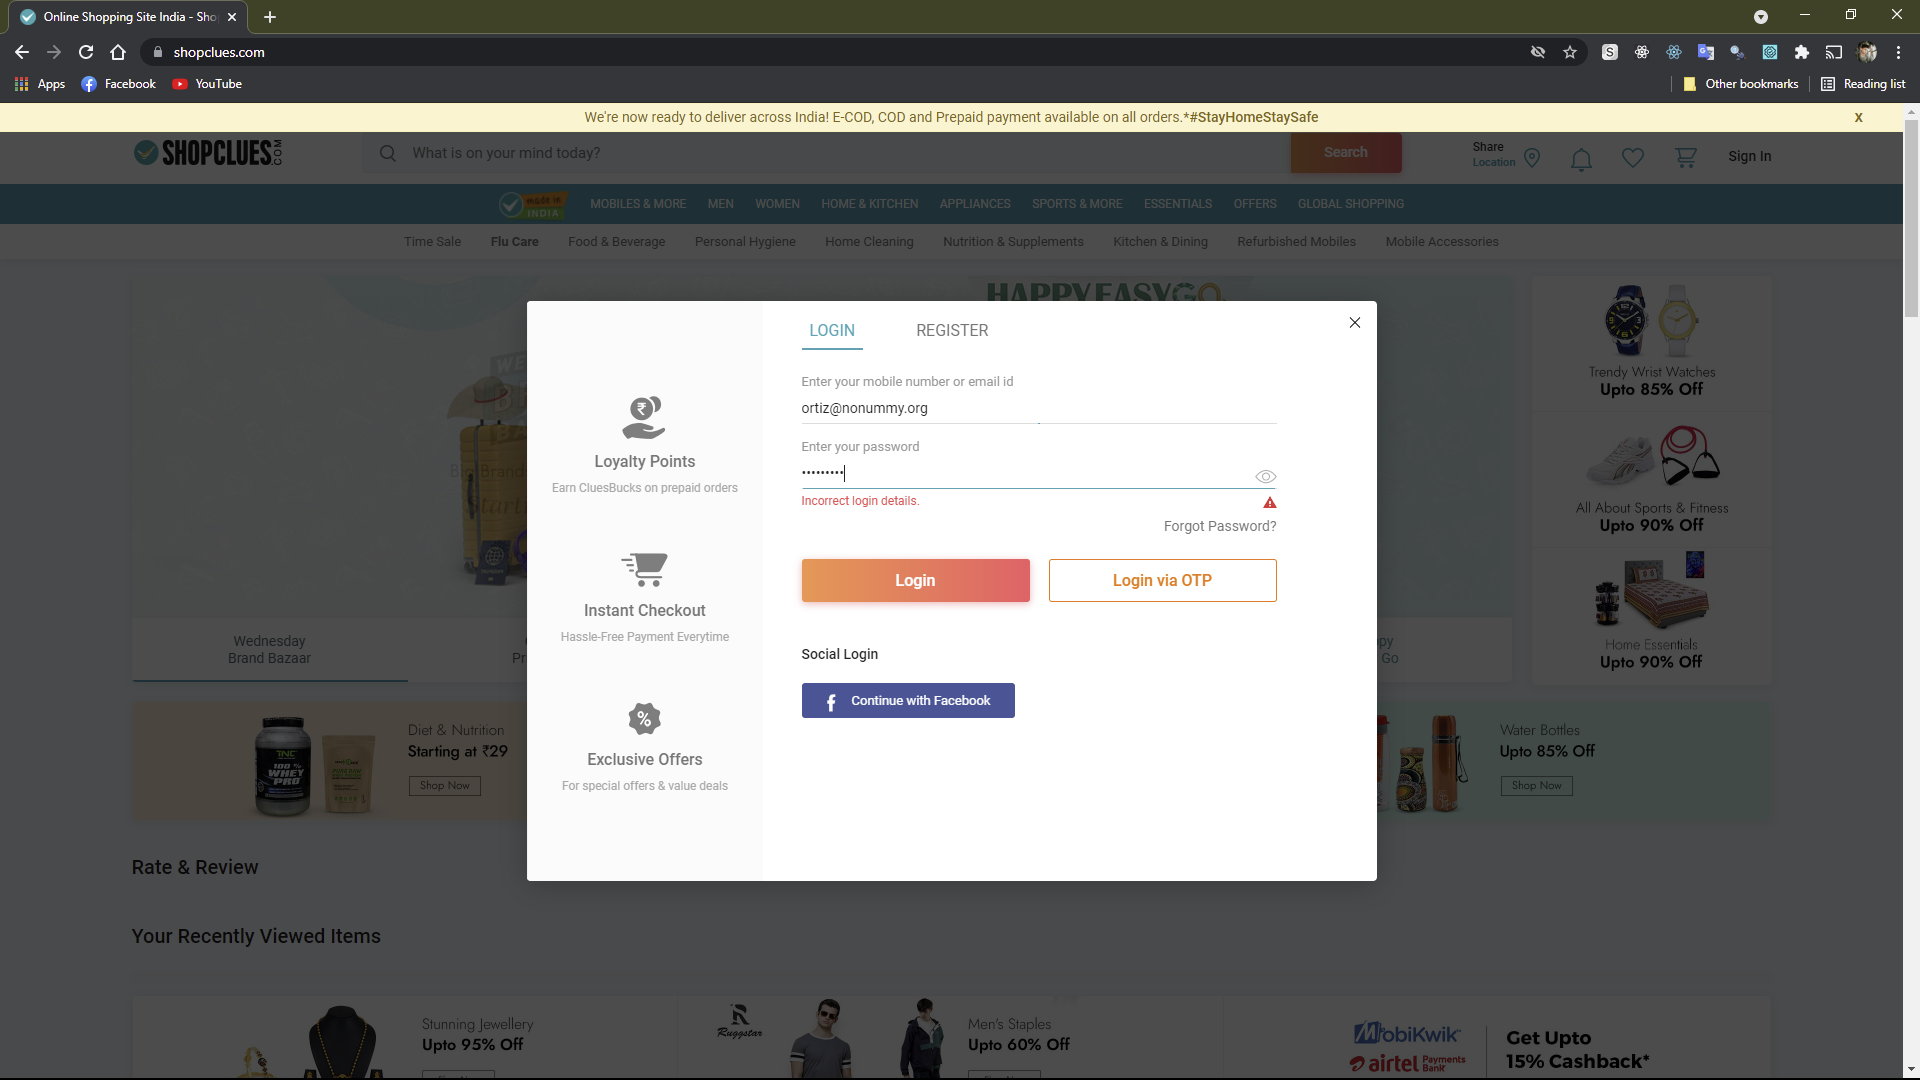 Online Shopping Site India - Sho
shopclues.com
Apps
Facebook
YouTube
Other bookmarks
Reading list
We're now ready to deliver across India! E-COD, COD and Prepaid payment available on all orders.*#StayHomeStaySafe
X
SHOPCLUES.COM
What is on your mind today?
Search
Share
Location
Sign In
made in
INDIA
MOBILES & MORE
MEN
WOMEN
HOME & KITCHEN
APPLIANCES
SPORTS & MORE
ESSENTIALS
OFFERS
GLOBAL SHOPPING
Time Sale
Flu Care
Food & Beverage
Personal Hygiene
Home Cleaning
Nutrition & Supplements
Kitchen & Dining
Refurbished Mobiles
Mobile Accessories
HAPPYEASYGO
LOGIN
REGISTER
Enter your mobile number or email id
ortiz@nonummy.org
Enter your password
•••••••••
Incorrect login details.
Forgot Password?
Login
Login via OTP
Social Login
Continue with Facebook
Loyalty Points
Earn CluesBucks on prepaid orders
Instant Checkout
Hassle-Free Payment Everytime
Exclusive Offers
For special offers & value deals
Trendy Wrist Watches
Upto 85% Off
All About Sports & Fitness
Upto 90% Off
Home Essentials
Upto 90% Off
Wednesday
Brand Bazaar
Pr
py
Go
Diet & Nutrition
Starting at ₹29
Shop Now
TNC
100%
WHEY
PRO
Water Bottles
Upto 85% Off
Shop Now
Rate & Review
Your Recently Viewed Items
Stunning Jewellery
Upto 95% Off
R
Ruggstar
Men's Staples
Upto 60% Off
MobiKwik
airtel Payments Bank
Get Upto
15% Cashback*